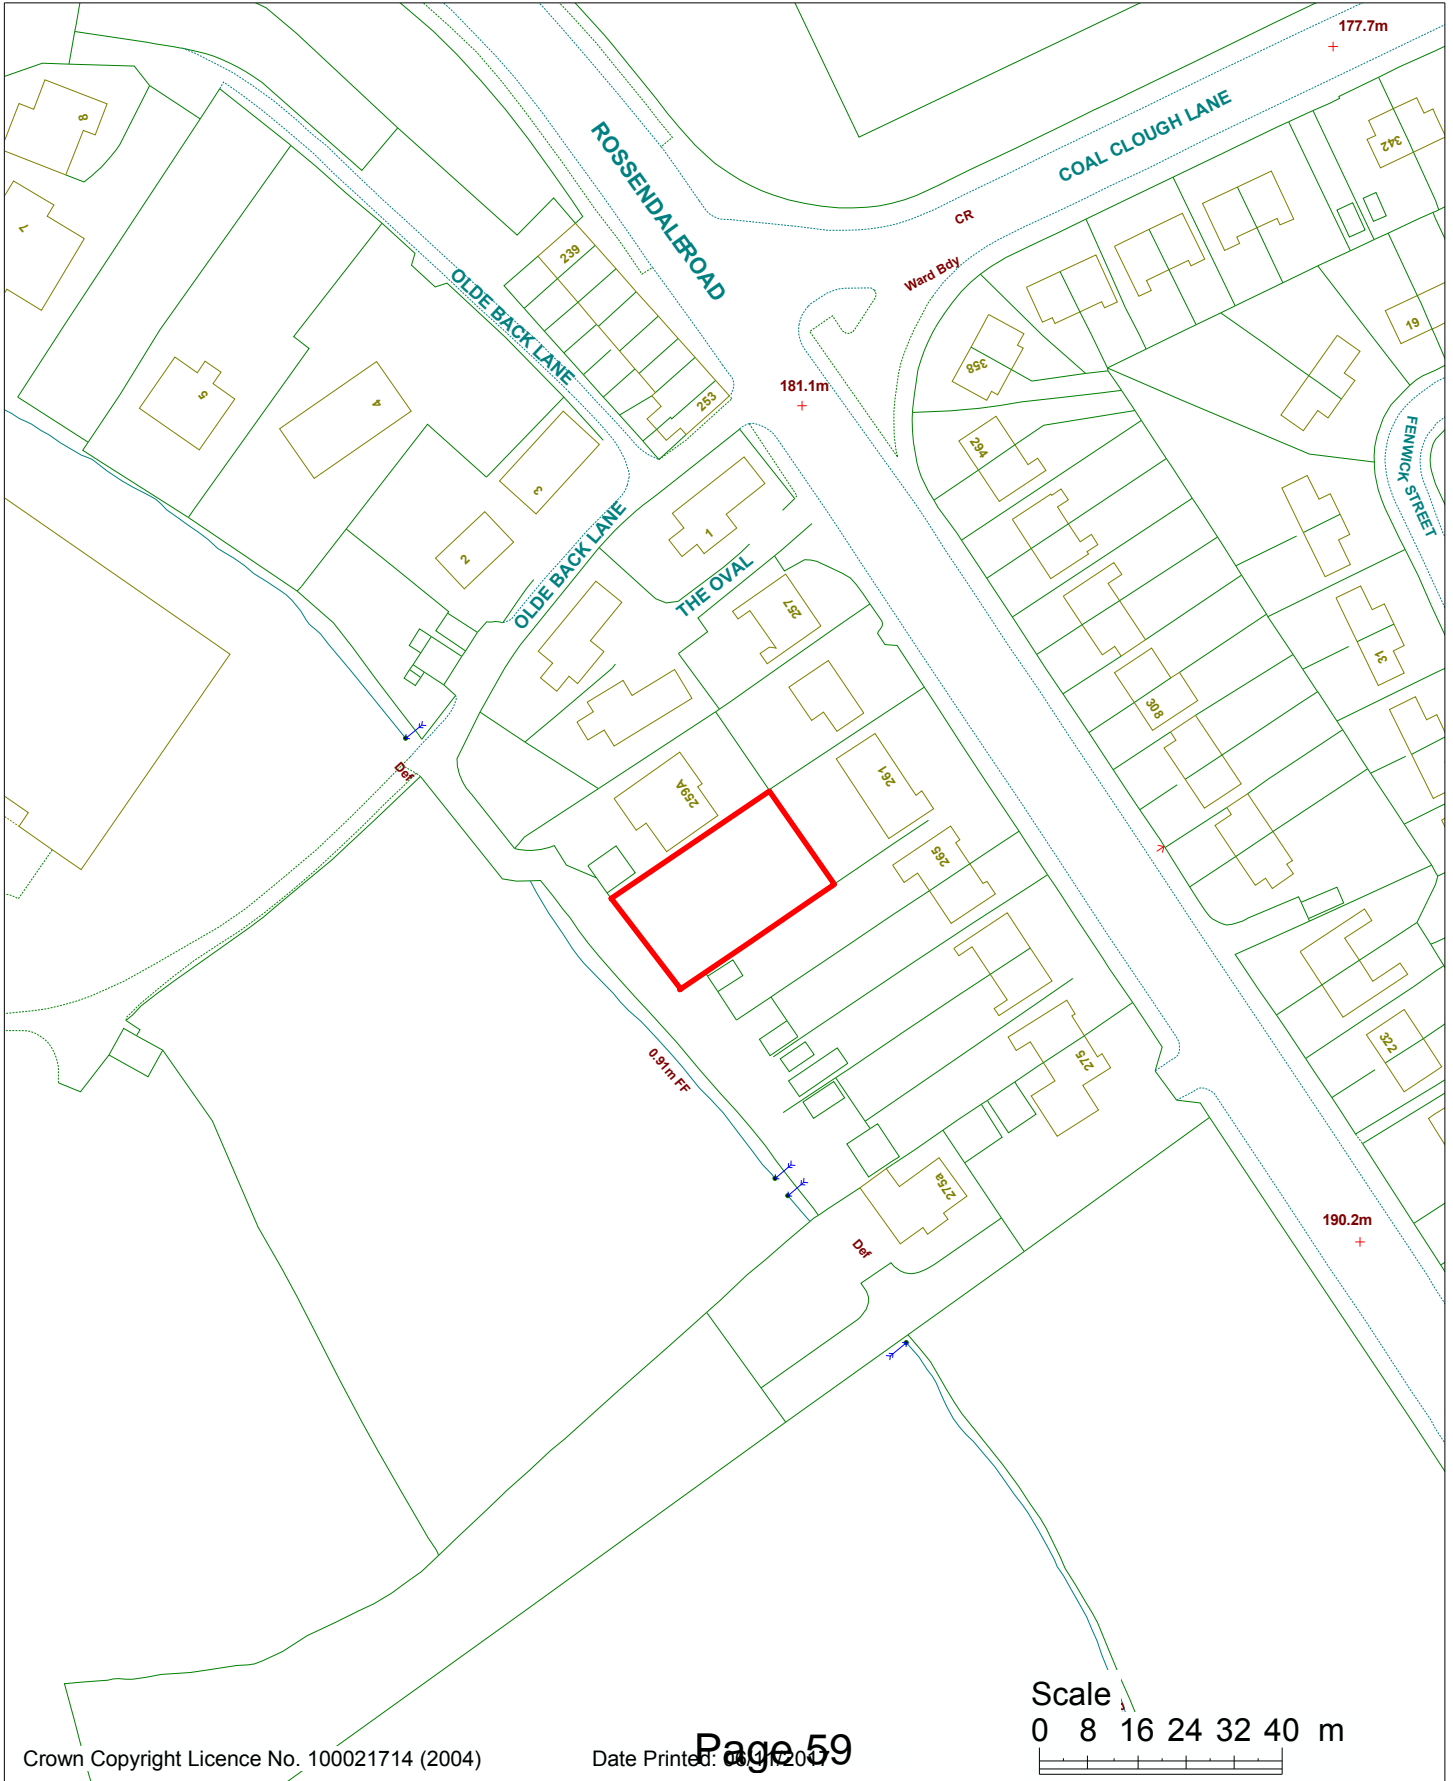 177.7m
COAL CLOUGH LANE
342
8
ROSSENDALE ROAD
CR
7
239
Ward Bdy
OLDE BACK LANE
19
358
5
4
253
181.1m
FENWICK STREET
294
3
1
2
OLDE BACK LANE
THE OVAL
257
31
308
Def
259A
261
265
0.91m FF
275
322
275a
190.2m
Def
Scale
0 8 16 24 32 40 m
Crown Copyright Licence No. 100021714 (2004)
Date Printed: 06/11/2017
Page 59